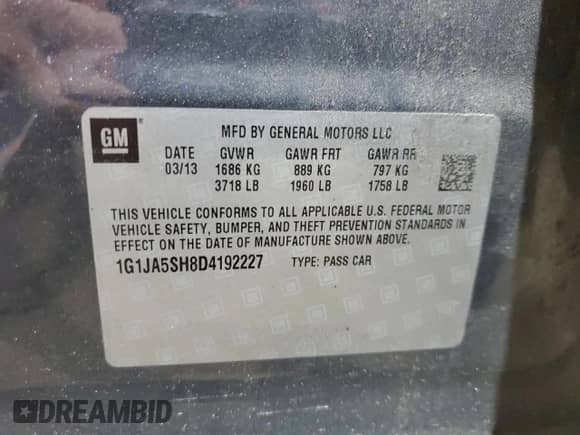 GM ®
MFD BY GENERAL MOTORS LLC
DATE GVWR GAWR FRT GAWR RR
03/13 1686 KG 889 KG 797 KG
3718 LB 1960 LB 1758 LB
THIS VEHICLE CONFORMS TO ALL APPLICABLE U.S. FEDERAL MOTOR
VEHICLE SAFETY, BUMPER, AND THEFT PREVENTION STANDARDS IN
EFFECT ON THE DATE OF MANUFACTURE SHOWN ABOVE.
1G1JA5SH8D4192227 TYPE: PASS CAR
DREAMBID